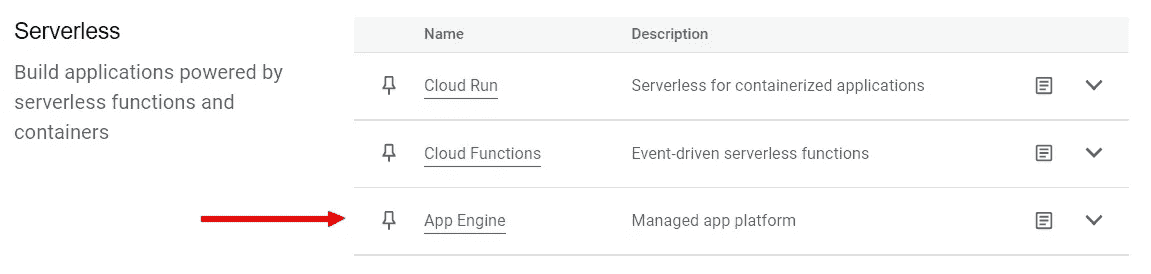 Serverless
Build applications powered by
serverless functions and
containers
Name Description
Cloud Run Serverless for containerized applications
Cloud Functions Event-driven serverless functions
App Engine Managed app platform